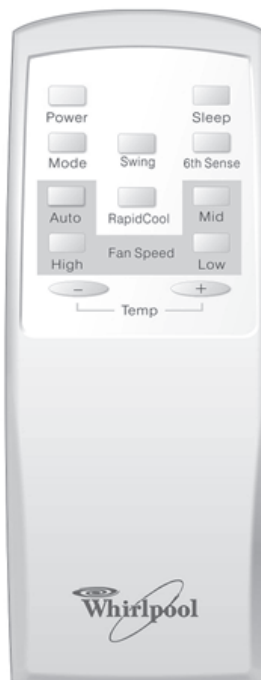 Power Sleep
Mode Swing 6th Sense
Auto RapidCool Mid
High Fan Speed Low
− +
Temp
Whirlpool